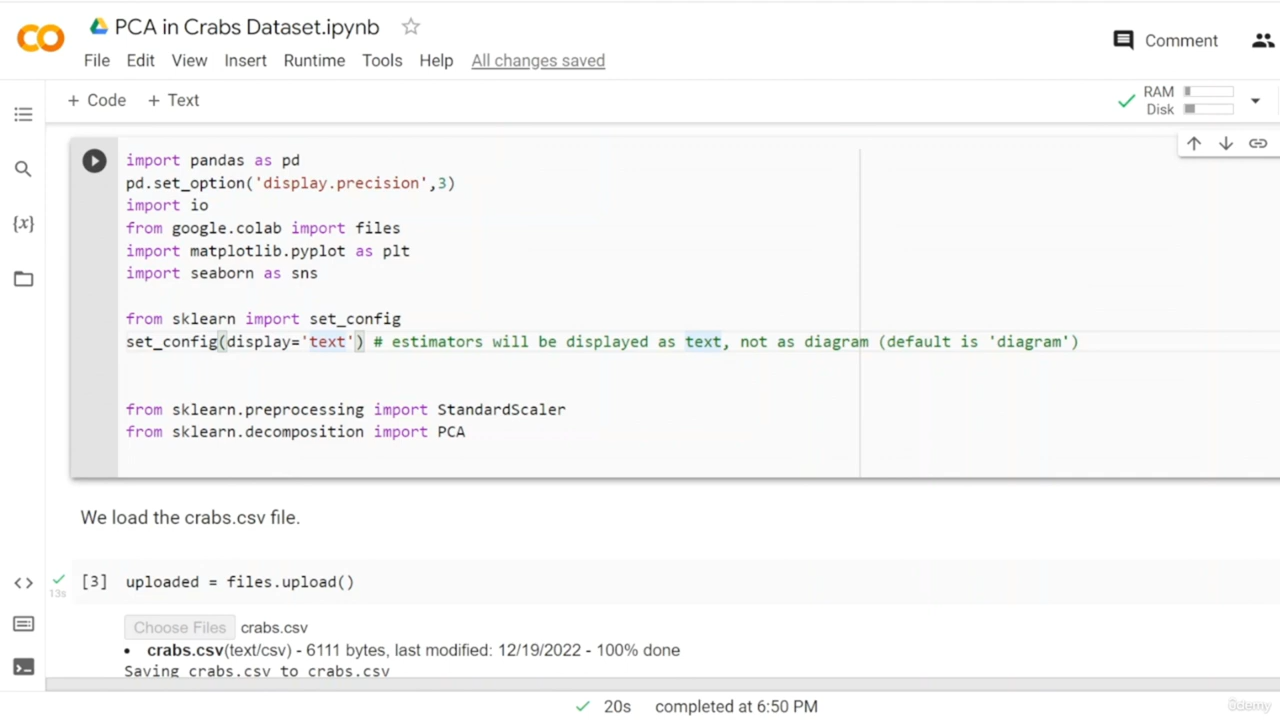 PCA in Crabs Dataset.ipynb
Comment
File Edit View Insert Runtime Tools Help All changes saved
+ Code + Text
RAM
Disk
{x}
import pandas as pd
pd.set_option('display.precision',3)
import io
from google.colab import files
import matplotlib.pyplot as plt
import seaborn as sns
from sklearn import set_config
set_config(display='text') # estimators will be displayed as text, not as diagram (default is 'diagram')
from sklearn.preprocessing import StandardScaler
from sklearn.decomposition import PCA
We load the crabs.csv file.
[3] uploaded = files.upload()
13s
Choose Files crabs.csv
• crabs.csv(text/csv) - 6111 bytes, last modified: 12/19/2022 - 100% done
Saving crabs.csv to crabs.csv
20s completed at 6:50 PM
ûdemy